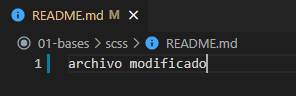 README.md M
01-bases > scss > README.md
1 archivo modificado